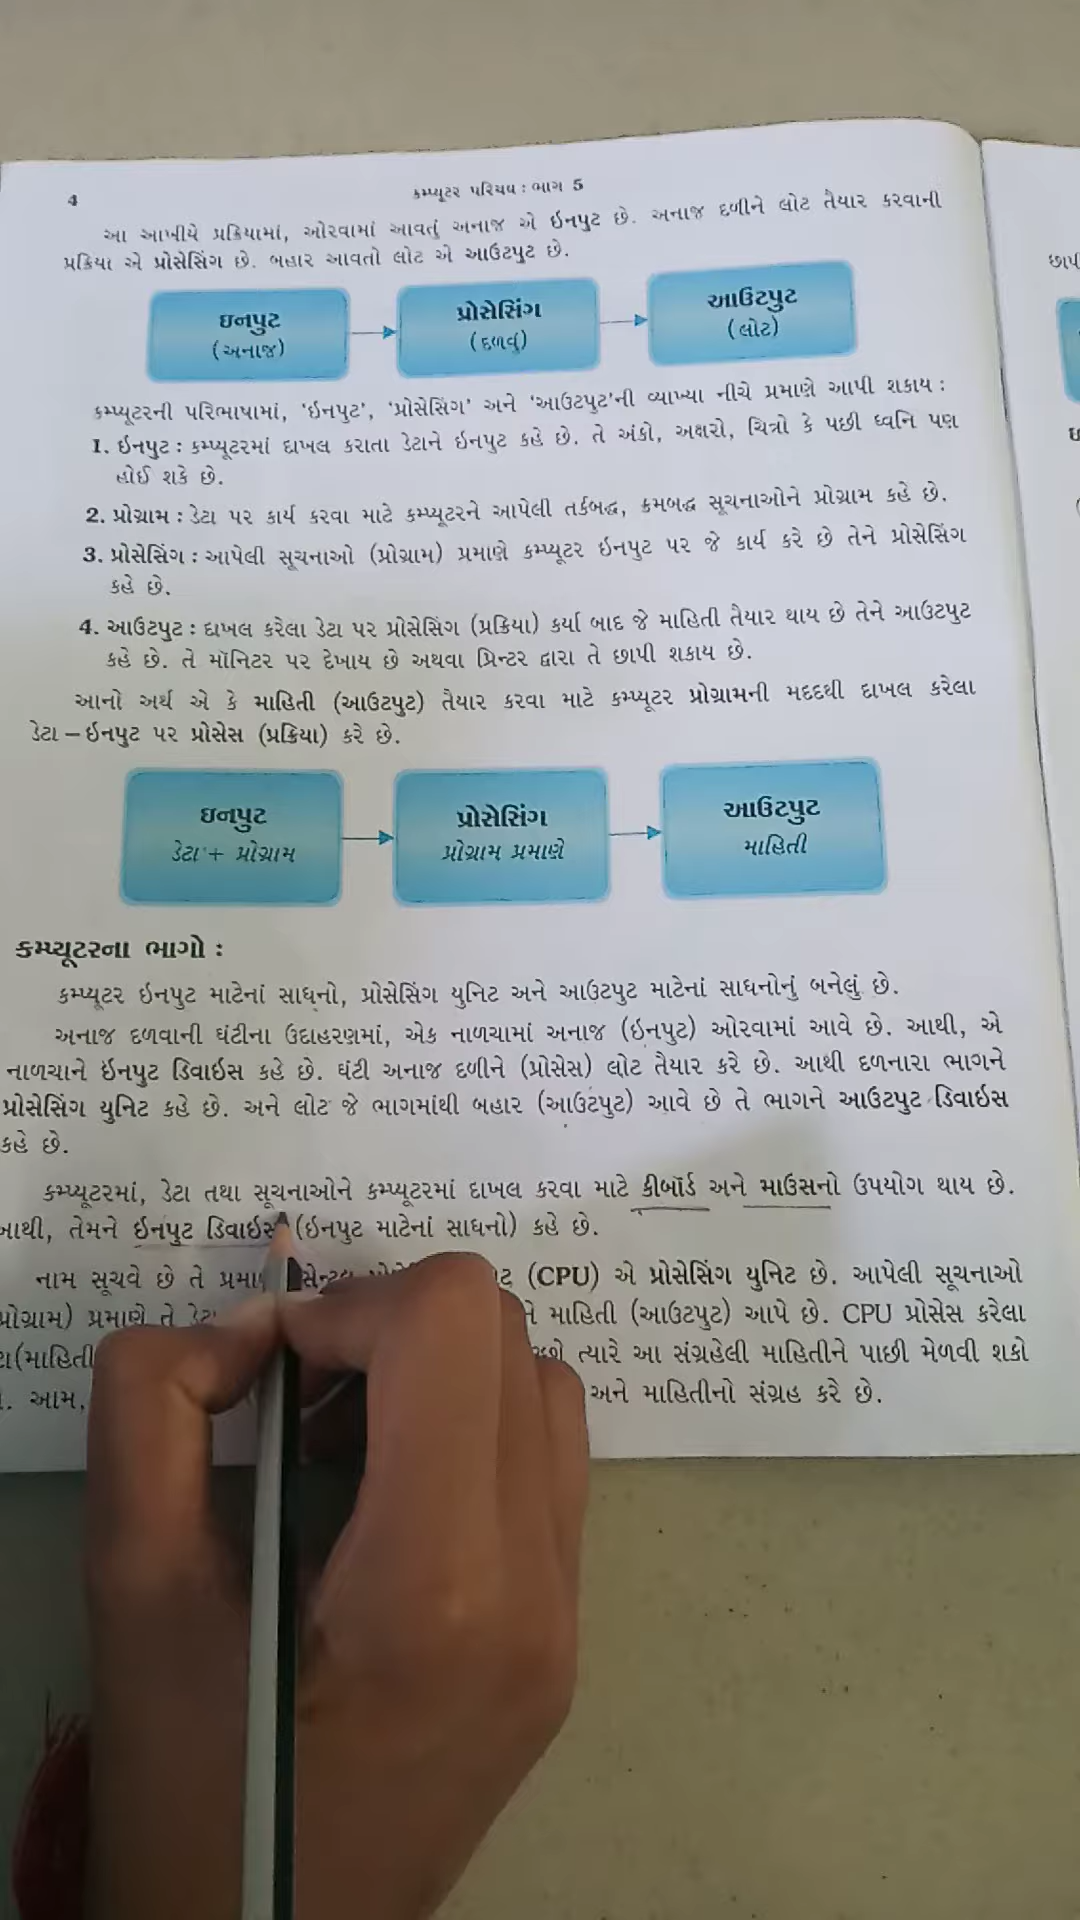 4
કમ્પ્યૂટર પરિચય : ભાગ 5
આ આખીયે પ્રક્રિયામાં, ઓરવામાં આવતું અનાજ એ ઇનપુટ છે. અનાજ દળીને લોટ તૈયાર કરવાની
પ્રક્રિયા એ પ્રોસેસિંગ છે. બહાર આવતો લોટ એ આઉટપુટ છે.
ઇનપુટ
(અનાજ)
પ્રોસેસિંગ
(દળવું)
આઉટપુટ
(લોટ)
કમ્પ્યૂટરની પરિભાષામાં, ‘ઇનપુટ’, ‘પ્રોસેસિંગ’ અને ‘આઉટપુટ’ની વ્યાખ્યા નીચે પ્રમાણે આપી શકાય :
1. ઇનપુટ : કમ્પ્યૂટરમાં દાખલ કરાતા ડેટાને ઇનપુટ કહે છે. તે અંકો, અક્ષરો, ચિત્રો કે પછી ધ્વનિ પણ
હોઈ શકે છે.
2. પ્રોગ્રામ : ડેટા પર કાર્ય કરવા માટે કમ્પ્યૂટરને આપેલી તર્કબદ્ધ, ક્રમબદ્ધ સૂચનાઓને પ્રોગ્રામ કહે છે.
3. પ્રોસેસિંગ : આપેલી સૂચનાઓ (પ્રોગ્રામ) પ્રમાણે કમ્પ્યૂટર ઇનપુટ પર જે કાર્ય કરે છે તેને પ્રોસેસિંગ
કહે છે.
4. આઉટપુટ : દાખલ કરેલા ડેટા પર પ્રોસેસિંગ (પ્રક્રિયા) કર્યા બાદ જે માહિતી તૈયાર થાય છે તેને આઉટપુટ
કહે છે. તે મૉનિટર પર દેખાય છે અથવા પ્રિન્ટર દ્વારા તે છાપી શકાય છે.
આનો અર્થ એ કે માહિતી (આઉટપુટ) તૈયાર કરવા માટે કમ્પ્યૂટર પ્રોગ્રામની મદદથી દાખલ કરેલા
ડેટા – ઇનપુટ પર પ્રોસેસ (પ્રક્રિયા) કરે છે.
ઇનપુટ
ડેટા + પ્રોગ્રામ
પ્રોસેસિંગ
પ્રોગ્રામ પ્રમાણે
આઉટપુટ
માહિતી
કમ્પ્યૂટરના ભાગો :
કમ્પ્યૂટર ઇનપુટ માટેનાં સાધનો, પ્રોસેસિંગ યુનિટ અને આઉટપુટ માટેનાં સાધનોનું બનેલું છે.
અનાજ દળવાની ઘંટીના ઉદાહરણમાં, એક નાળચામાં અનાજ (ઇનપુટ) ઓરવામાં આવે છે. આથી, એ
નાળચાને ઇનપુટ ડિવાઇસ કહે છે. ઘંટી અનાજ દળીને (પ્રોસેસ) લોટ તૈયાર કરે છે. આથી દળનારા ભાગને
પ્રોસેસિંગ યુનિટ કહે છે. અને લોટ જે ભાગમાંથી બહાર (આઉટપુટ) આવે છે તે ભાગને આઉટપુટ ડિવાઇસ
કહે છે.
કમ્પ્યૂટરમાં, ડેટા તથા સૂચનાઓને કમ્પ્યૂટરમાં દાખલ કરવા માટે કીબૉર્ડ અને માઉસનો ઉપયોગ થાય છે.
આથી, તેમને ઇનપુટ ડિવાઇસ (ઇનપુટ માટેનાં સાધનો) કહે છે.
નામ સૂચવે છે તે (CPU) એ પ્રોસેસિંગ યુનિટ છે. આપેલી સૂચનાઓ
પ્રોગ્રામ) પ્રમાણે તે માહિતી (આઉટપુટ) આપે છે. CPU પ્રોસેસ કરેલા
(માહિતી ત્યારે આ સંગ્રહેલી માહિતીને પાછી મેળવી શકો
. આમ, અને માહિતીનો સંગ્રહ કરે છે.